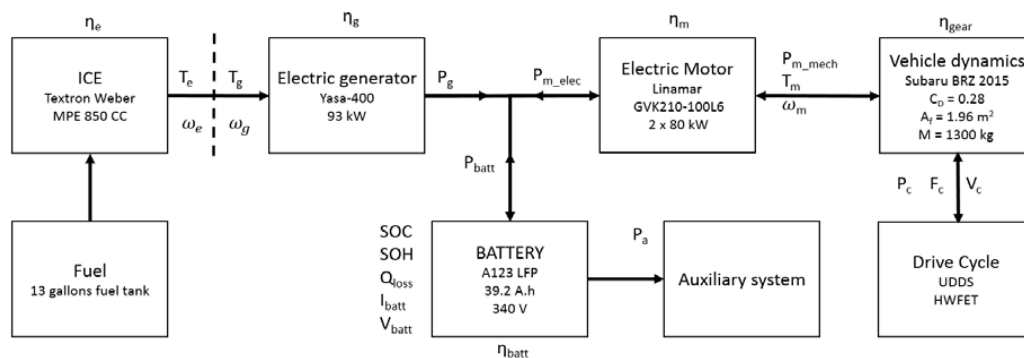 ηe
ηg
ηm
ηgear
ICE
Textron Weber
MPE 850 CC
Te
Tg
ωe
ωg
Electric generator
Yasa-400
93 kW
Pg
Pm_elec
Electric Motor
Linamar
GVK210-100L6
2 x 80 kW
Pm_mech
Tm
ωm
Vehicle dynamics
Subaru BRZ 2015
CD = 0.28
Af = 1.96 m²
M = 1300 kg
Pbatt
Pc Fc Vc
Fuel
13 gallons fuel tank
SOC
SOH
Qloss
Ibatt
Vbatt
BATTERY
A123 LFP
39.2 A.h
340 V
ηbatt
Pa
Auxiliary system
Drive Cycle
UDDS
HWFET